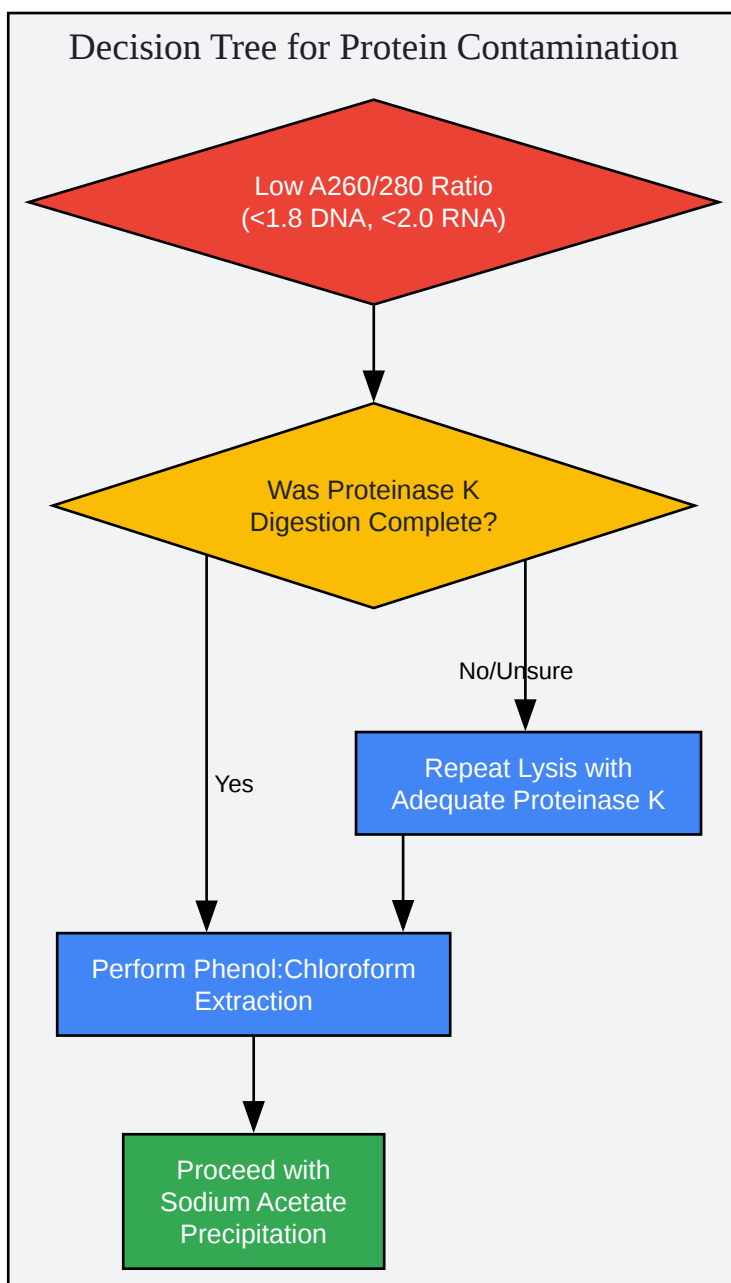 Decision Tree for Protein Contamination
Low A260/280 Ratio
(<1.8 DNA, <2.0 RNA)
Was Proteinase K
Digestion Complete?
No/Unsure
Repeat Lysis with
Adequate Proteinase K
Yes
Perform Phenol:Chloroform
Extraction
Proceed with
Sodium Acetate
Precipitation